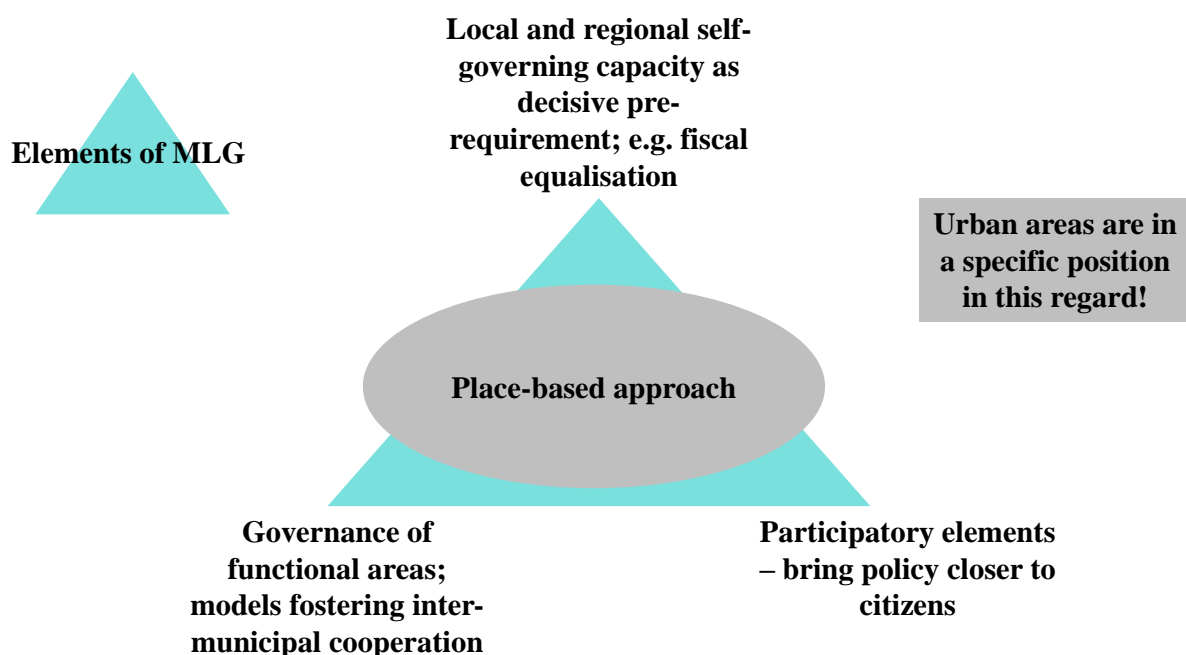 Local and regional self-
governing capacity as
decisive pre-
requirement; e.g. fiscal
equalisation
Elements of MLG
Urban areas are in
a specific position
in this regard!
Place-based approach
Governance of
functional areas;
models fostering inter-
municipal cooperation
Participatory elements
– bring policy closer to
citizens